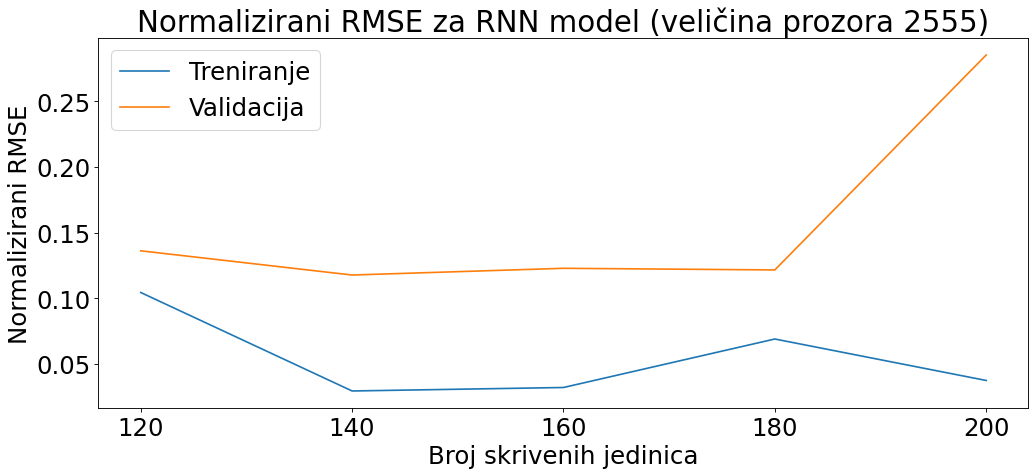 Normalizirani RMSE za RNN model (veličina prozora 2555)
Treniranje
Validacija
Normalizirani RMSE
0.25
0.20
0.15
0.10
0.05
120 140 160 180 200
Broj skrivenih jedinica